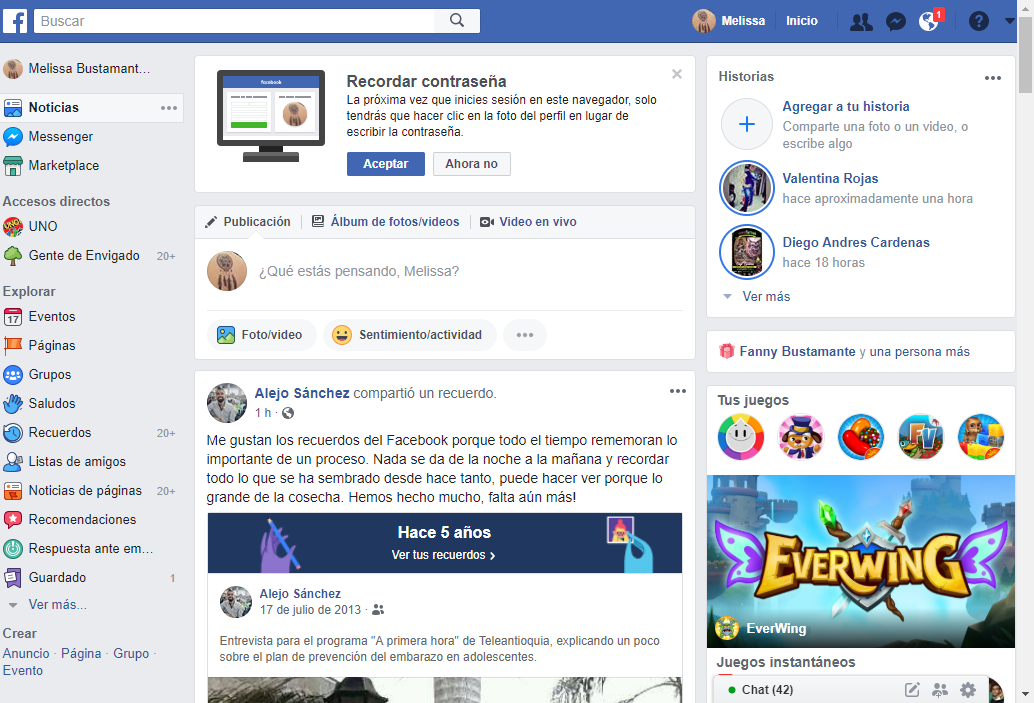 Buscar
Melissa
Inicio
1
Melissa Bustamant...
Noticias
Messenger
Marketplace
Accesos directos
UNO
Gente de Envigado 20+
Explorar
17
Eventos
Páginas
Grupos
Saludos
Recuerdos 20+
Listas de amigos
Noticias de páginas 20+
Recomendaciones
Respuesta ante em...
Guardado 1
Ver más...
Crear
Anuncio · Página · Grupo ·
Evento
facebook
Recordar contraseña
La próxima vez que inicies sesión en este navegador, solo
tendrás que hacer clic en la foto del perfil en lugar de
escribir la contraseña.
Aceptar
Ahora no
Publicación
Álbum de fotos/videos
Video en vivo
¿Qué estás pensando, Melissa?
Foto/video
Sentimiento/actividad
Alejo Sánchez compartió un recuerdo.
1 h ·
Me gustan los recuerdos del Facebook porque todo el tiempo rememoran lo
importante de un proceso. Nada se da de la noche a la mañana y recordar
todo lo que se ha sembrado desde hace tanto, puede hacer ver porque lo
grande de la cosecha. Hemos hecho mucho, falta aún más!
Hace 5 años
Ver tus recuerdos
Alejo Sánchez
17 de julio de 2013 ·
Entrevista para el programa "A primera hora" de Teleantioquia, explicando un poco
sobre el plan de prevención del embarazo en adolescentes.
Historias
Agregar a tu historia
Comparte una foto o un video, o
escribe algo
Valentina Rojas
hace aproximadamente una hora
Diego Andres Cardenas
hace 18 horas
Ver más
Fanny Bustamante y una persona más
Tus juegos
FV
EVERWING
EverWing
Juegos instantáneos
Chat (42)